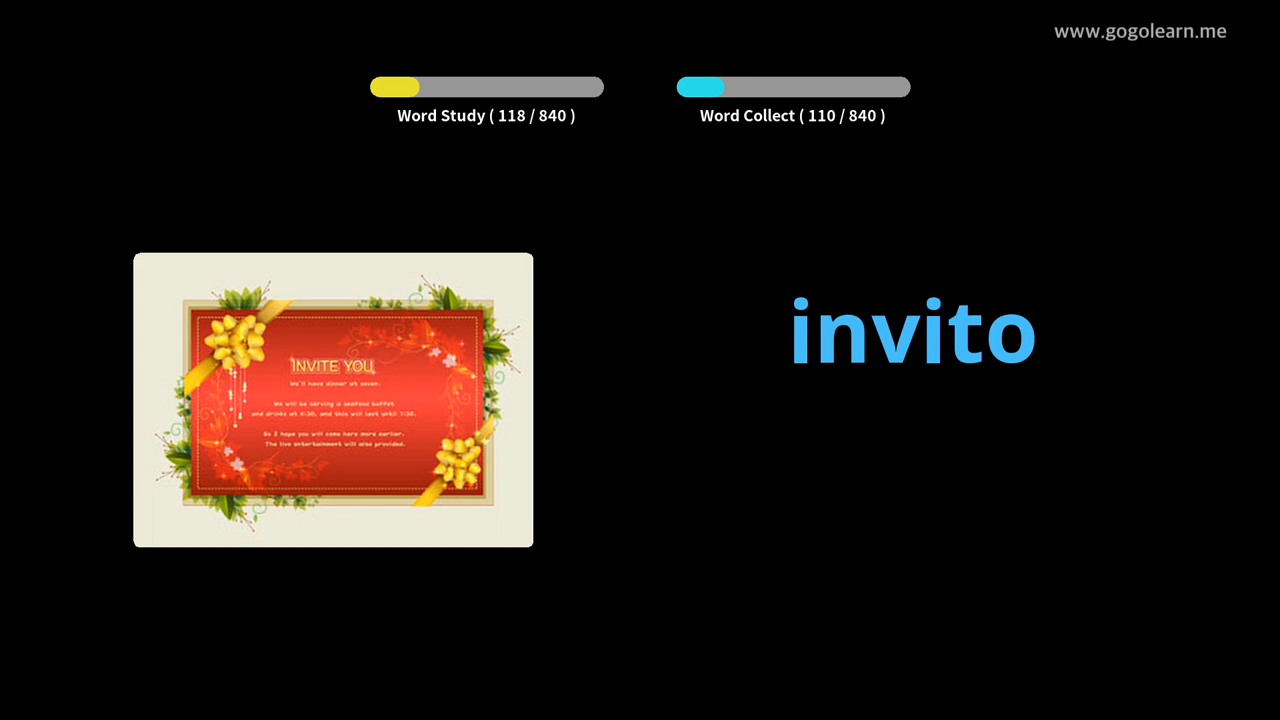 www.gogolearn.me
Word Study ( 118 / 840 )
Word Collect ( 110 / 840 )
invito
INVITE YOU
We'll have dinner at seven.
We will be serving a seafood buffet
and drinks at 6:30, and this will last until 7:30.
So I hope you will come here more earlier.
The live entertainment will also provided.